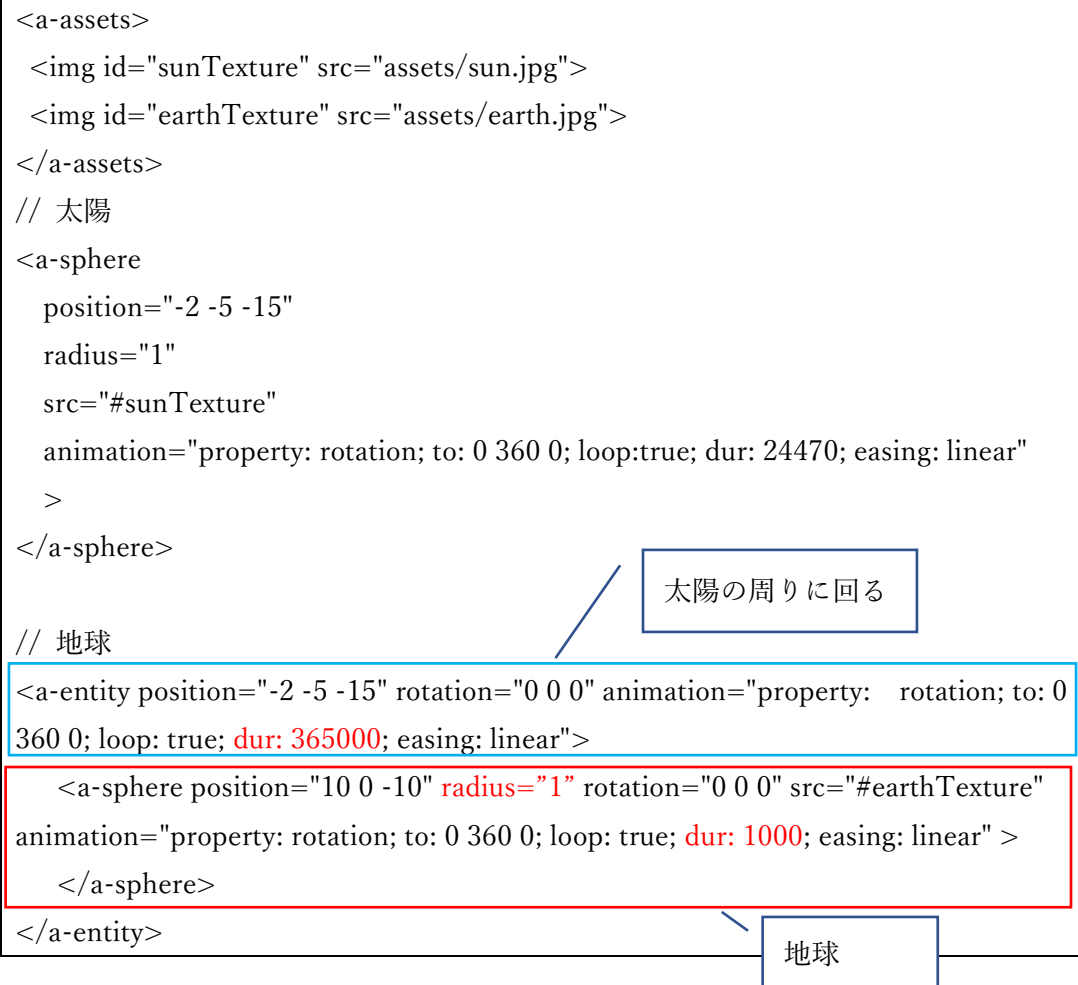 <a-assets>
<img id="sunTexture" src="assets/sun.jpg">
<img id="earthTexture" src="assets/earth.jpg">
</a-assets>
// 太陽
<a-sphere
position="-2 -5 -15"
radius="1"
src="#sunTexture"
animation="property: rotation; to: 0 360 0; loop:true; dur: 24470; easing: linear"
>
</a-sphere>
太陽の周りに回る
// 地球
<a-entity position="-2 -5 -15" rotation="0 0 0" animation="property: rotation; to: 0
360 0; loop: true; dur: 365000; easing: linear">
<a-sphere position="10 0 -10" radius=”1” rotation="0 0 0" src="#earthTexture"
animation="property: rotation; to: 0 360 0; loop: true; dur: 1000; easing: linear" >
</a-sphere>
</a-entity>
地球